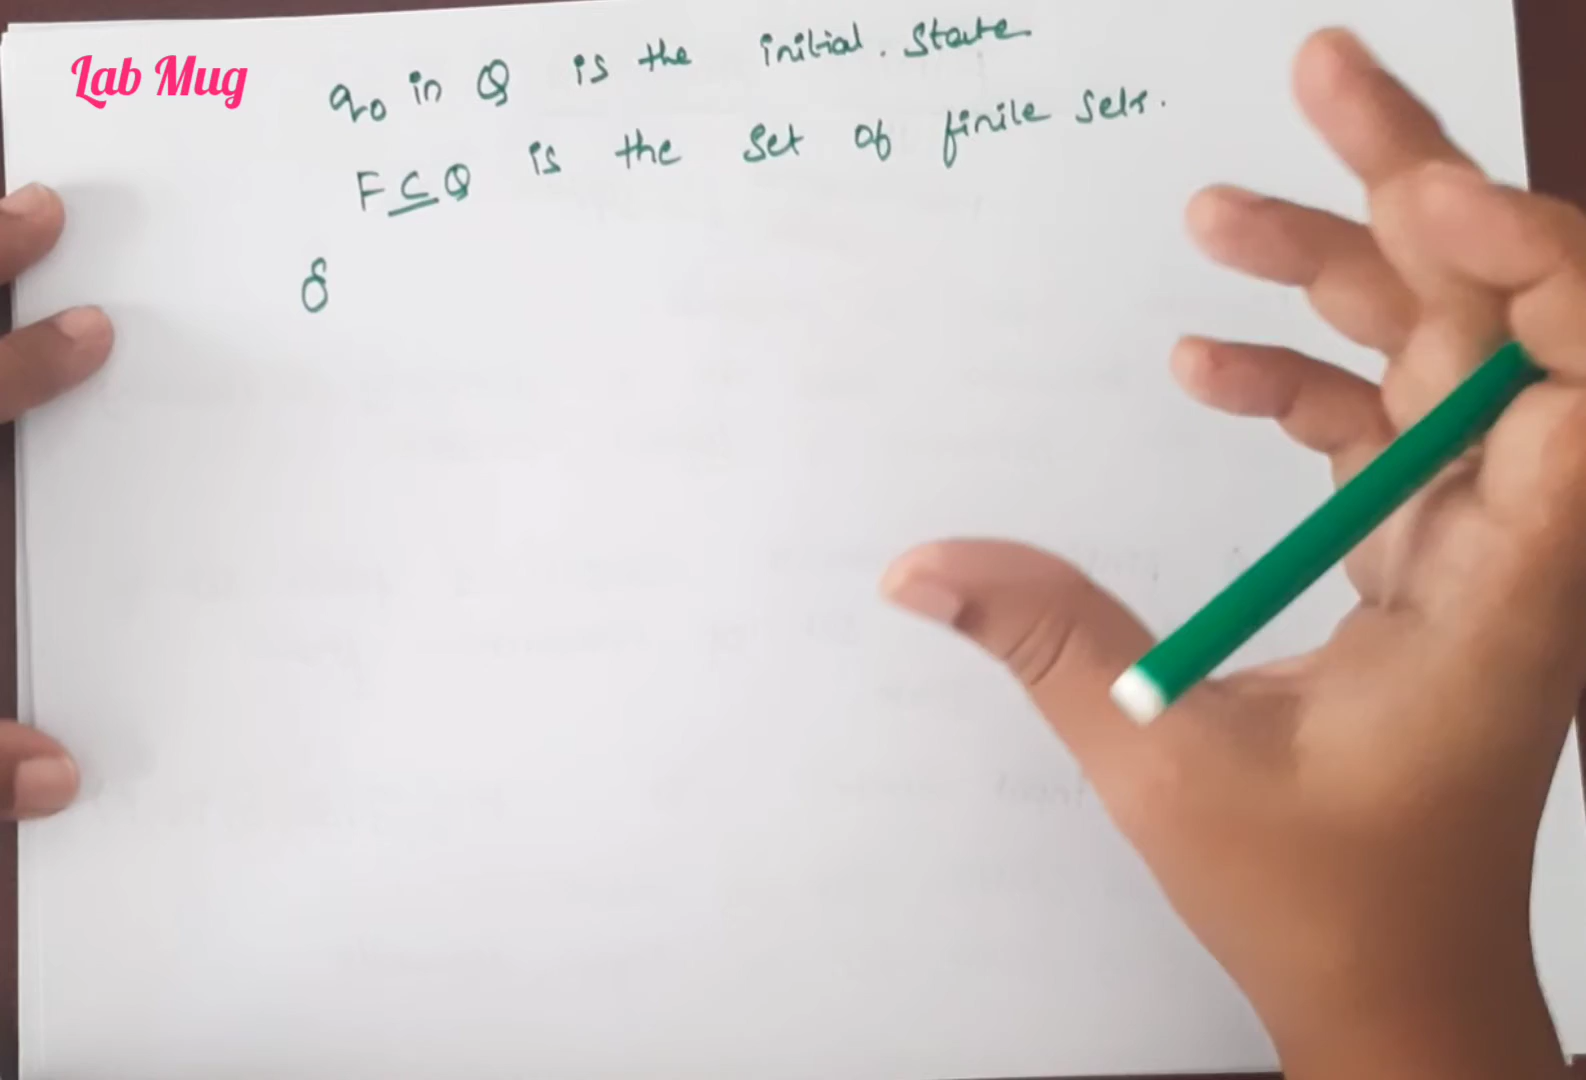 Lab Mug
q₀ in Q is the initial. state
F ⊆ Q is the set of finite sets.
δ